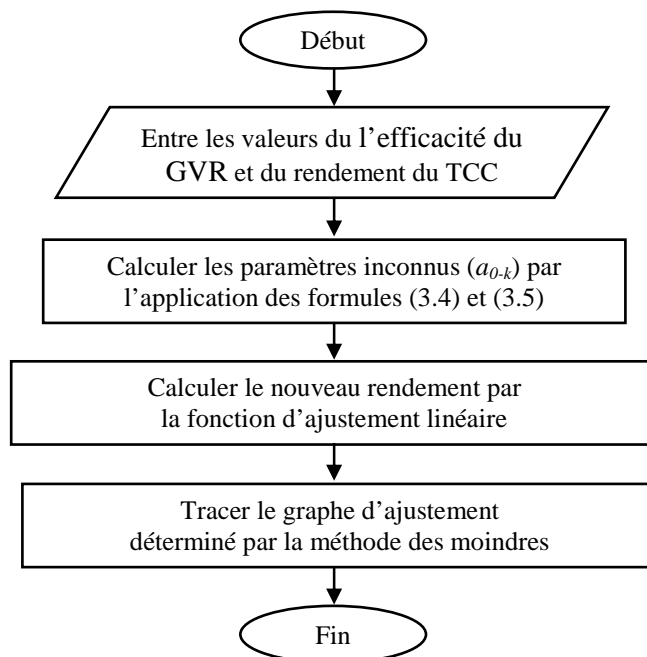 Début
Entre les valeurs du l’efficacité du
GVR et du rendement du TCC
Calculer les paramètres inconnus (a0-k) par
l’application des formules (3.4) et (3.5)
Calculer le nouveau rendement par
la fonction d’ajustement linéaire
Tracer le graphe d’ajustement
déterminé par la méthode des moindres
Fin